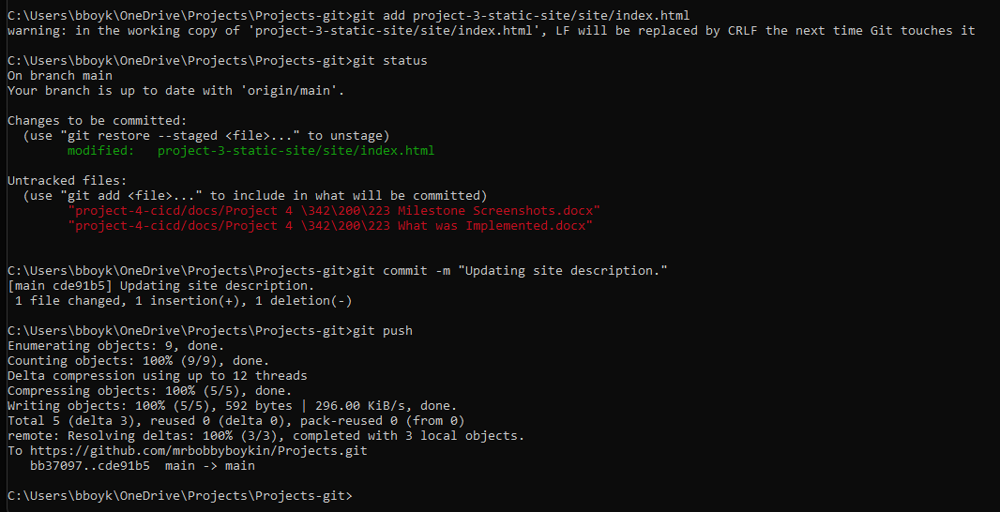 C:\Users\bboyk\OneDrive\Projects\Projects-git>git add project-3-static-site/site/index.html
warning: in the working copy of 'project-3-static-site/site/index.html', LF will be replaced by CRLF the next time Git touches it
C:\Users\bboyk\OneDrive\Projects\Projects-git>git status
On branch main
Your branch is up to date with 'origin/main'.
Changes to be committed:
  (use "git restore --staged <file>..." to unstage)
        modified:   project-3-static-site/site/index.html
Untracked files:
  (use "git add <file>..." to include in what will be committed)
        "project-4-cicd/docs/Project 4 \342\200\223 Milestone Screenshots.docx"
        "project-4-cicd/docs/Project 4 \342\200\223 What was Implemented.docx"
C:\Users\bboyk\OneDrive\Projects\Projects-git>git commit -m "Updating site description."
[main cde91b5] Updating site description.
 1 file changed, 1 insertion(+), 1 deletion(-)
C:\Users\bboyk\OneDrive\Projects\Projects-git>git push
Enumerating objects: 9, done.
Counting objects: 100% (9/9), done.
Delta compression using up to 12 threads
Compressing objects: 100% (5/5), done.
Writing objects: 100% (5/5), 592 bytes | 296.00 KiB/s, done.
Total 5 (delta 3), reused 0 (delta 0), pack-reused 0 (from 0)
remote: Resolving deltas: 100% (3/3), completed with 3 local objects.
To https://github.com/mrbobbyboykin/Projects.git
   bb37097..cde91b5  main -> main
C:\Users\bboyk\OneDrive\Projects\Projects-git>